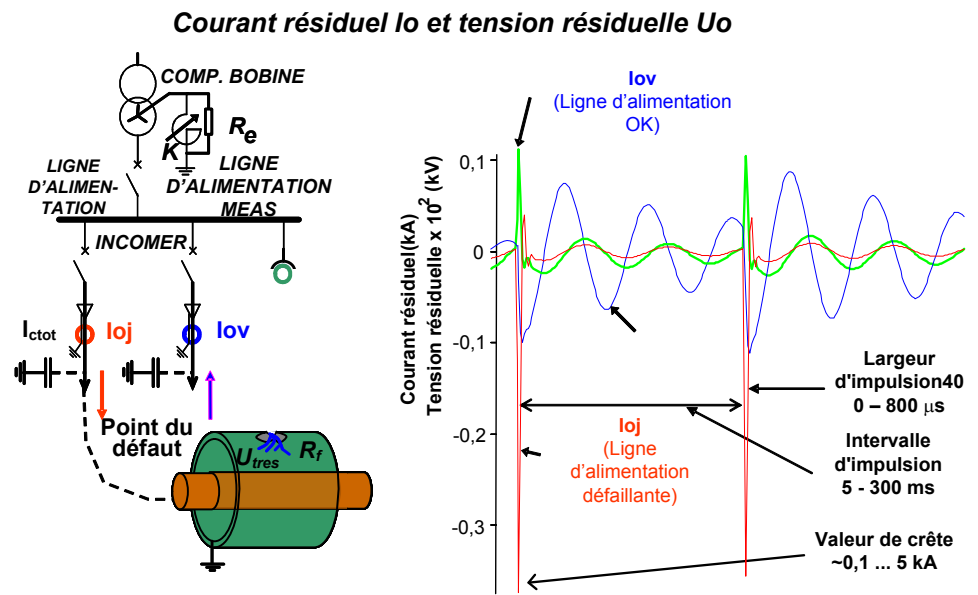 Courant résiduel Io et tension résiduelle Uo
COMP. BOBINE
Re
K
LIGNE
D'ALIMEN-
TATION
LIGNE
D'ALIMENTATION
MEAS
INCOMER
Ictot
Ioj
Iov
Point du
défaut
Utres
Rf
Courant résiduel(kA)
Tension résiduelle x 10² (kV)
0,1
0
-0,1
-0,2
-0,3
Iov
(Ligne d'alimentation
OK)
Ioj
(Ligne
d'alimentation
défaillante)
Largeur
d'impulsion40
0 – 800 μs
Intervalle
d'impulsion
5 - 300 ms
Valeur de crête
~0,1 ... 5 kA